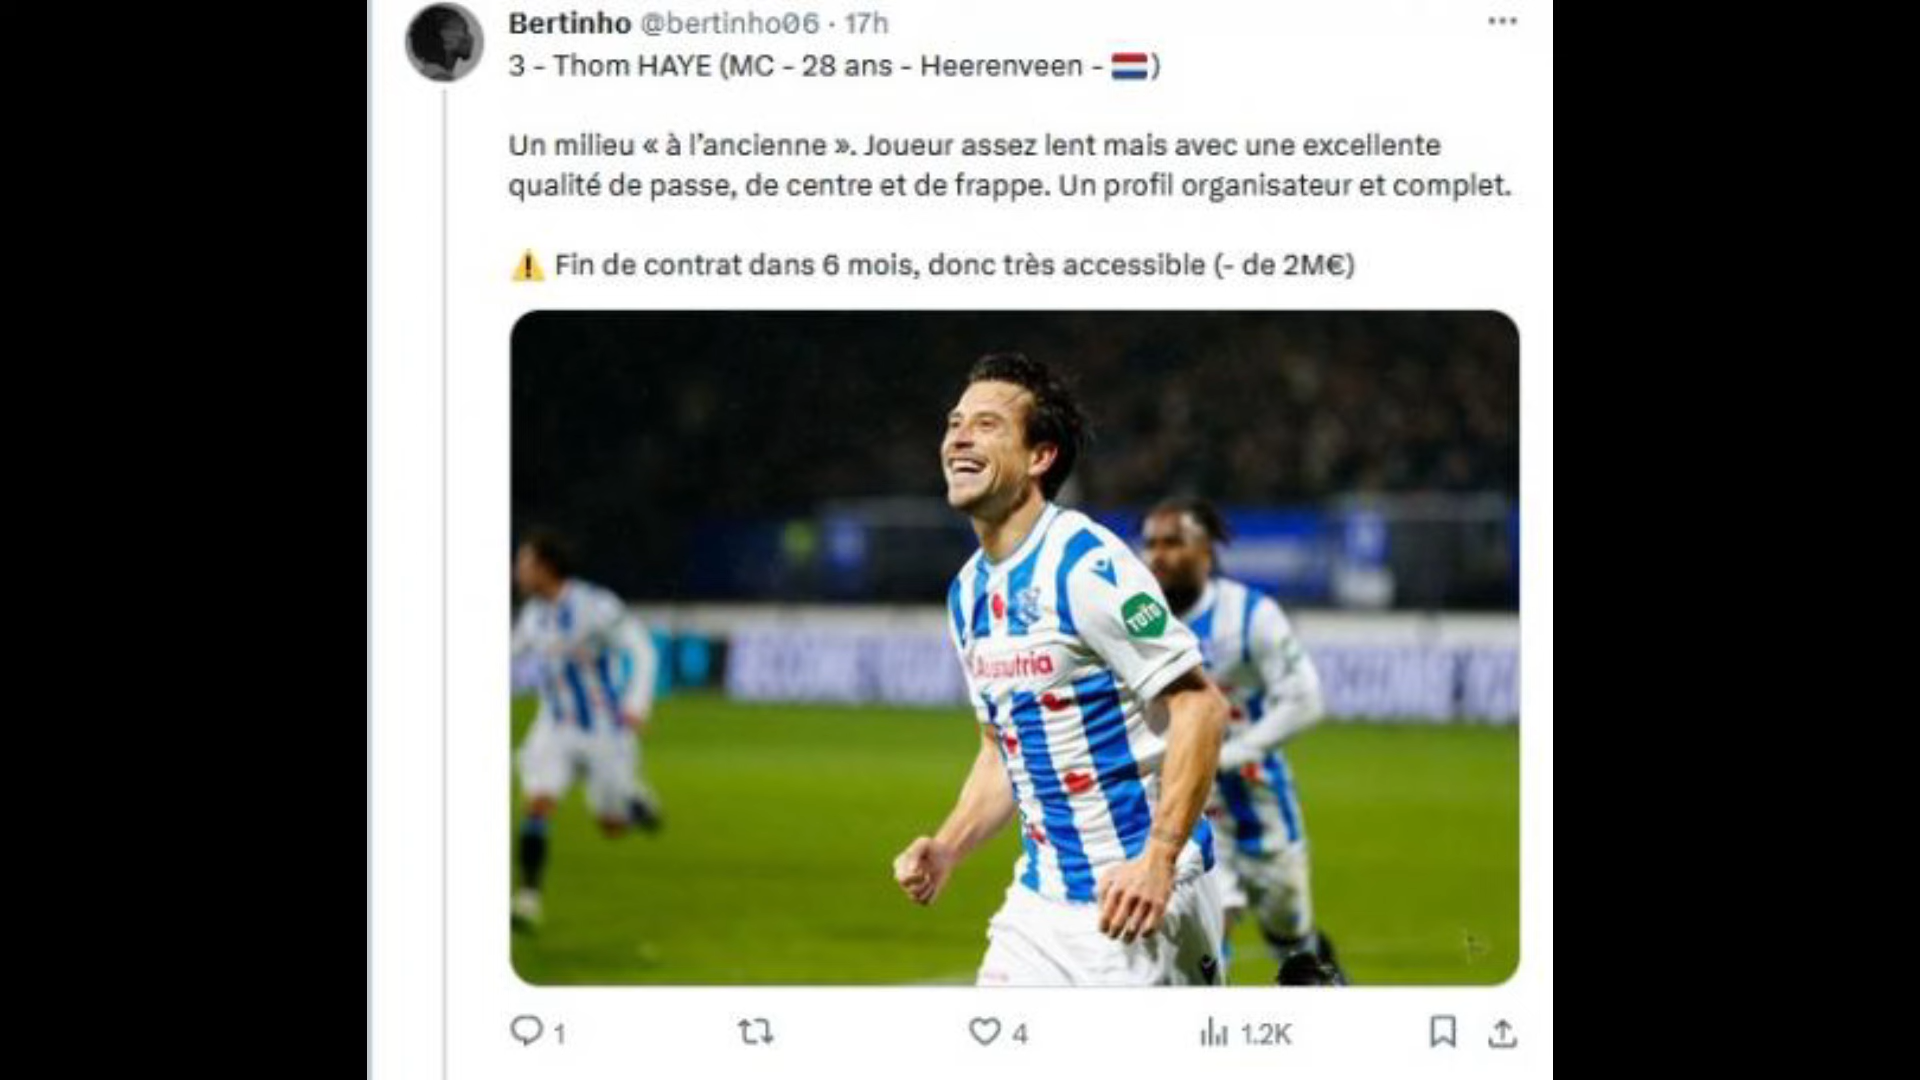 Bertinho @bertinho06 · 17h
3 - Thom HAYE (MC - 28 ans - Heerenveen - 🇳🇱)
Un milieu « à l’ancienne ». Joueur assez lent mais avec une excellente
qualité de passe, de centre et de frappe. Un profil organisateur et complet.
⚠️ Fin de contrat dans 6 mois, donc très accessible (- de 2M€)
TOTO
Ausnutria
1
4
1.2K